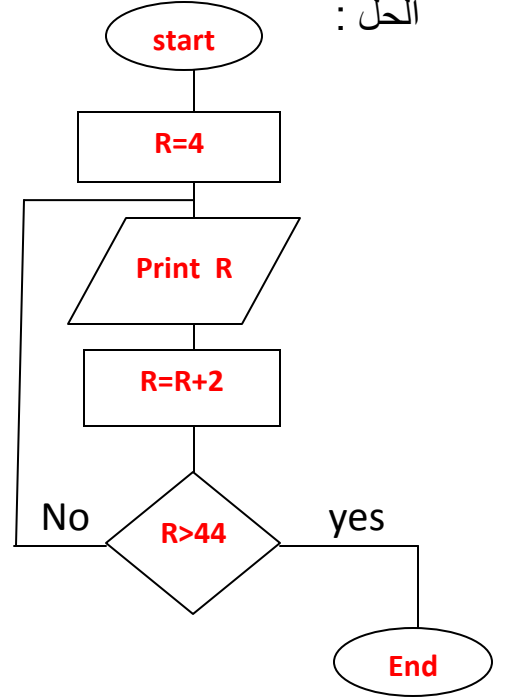 الحل :
start
R=4
Print R
R=R+2
No
R>44
yes
End